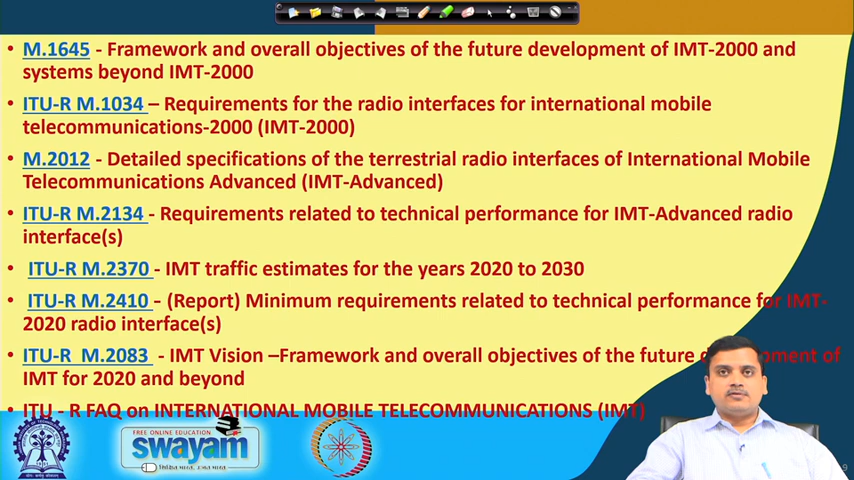 • M.1645 - Framework and overall objectives of the future development of IMT-2000 and
systems beyond IMT-2000
• ITU-R M.1034 – Requirements for the radio interfaces for international mobile
telecommunications-2000 (IMT-2000)
• M.2012 - Detailed specifications of the terrestrial radio interfaces of International Mobile
Telecommunications Advanced (IMT-Advanced)
• ITU-R M.2134 - Requirements related to technical performance for IMT-Advanced radio
interface(s)
• ITU-R M.2370 - IMT traffic estimates for the years 2020 to 2030
• ITU-R M.2410 - (Report) Minimum requirements related to technical performance for IMT-
2020 radio interface(s)
• ITU-R M.2083 - IMT Vision –Framework and overall objectives of the future of
IMT for 2020 and beyond
• ITU - R FAQ on INTERNATIONAL MOBILE TELECOMMUNICATIONS (IMT)
FREE ONLINE EDUCATION
swayam
9